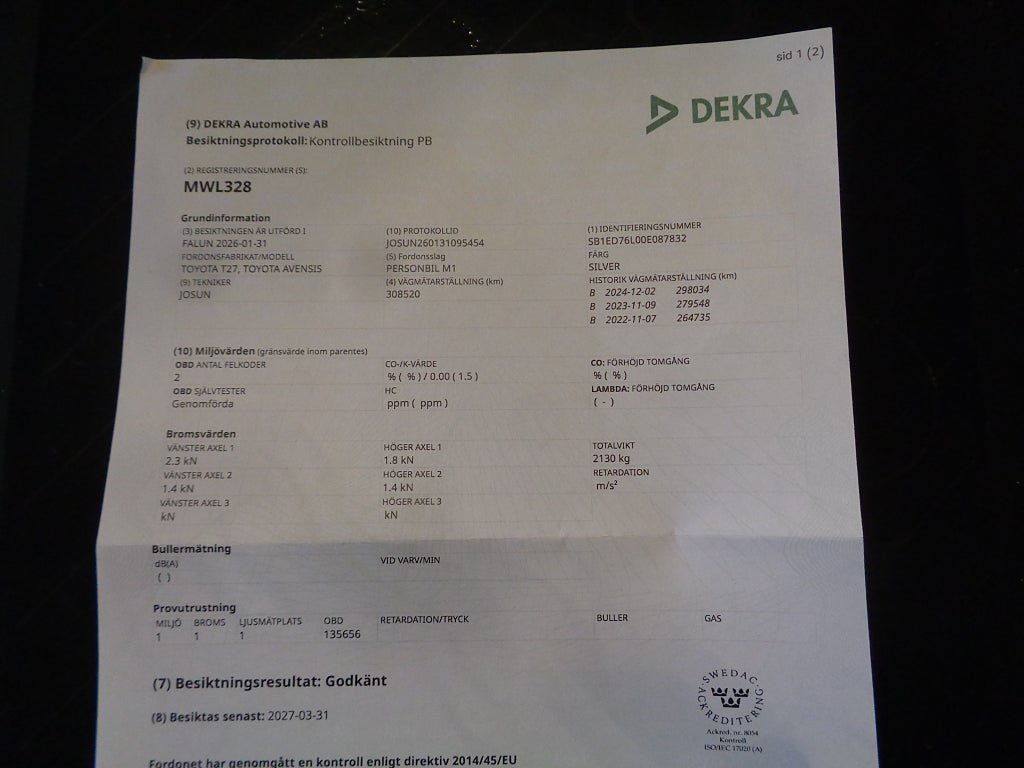 sid 1 (2)
DEKRA
(9) DEKRA Automotive AB
Besiktningsprotokoll: Kontrollbesiktning PB
(2) REGISTRERINGSNUMMER (S):
MWL328
Grundinformation
(3) BESIKTNINGEN ÄR UTFÖRD I (10) PROTOKOLLID (1) IDENTIFIERINGSNUMMER
FALUN 2026-01-31 JOSUN260131095454 SB1ED76L00E087832
FORDONSFABRIKAT/MODELL (5) Fordonsslag FÄRG
TOYOTA T27, TOYOTA AVENSIS PERSONBIL M1 SILVER
(9) TEKNIKER (4) VÄGMÄTARSTÄLLNING (km) HISTORIK VÄGMÄTARSTÄLLNING (km)
JOSUN 308520 B 2024-12-02 298034
B 2023-11-09 279548
B 2022-11-07 264735
(10) Miljövärden (gränsvärde inom parentes)
OBD ANTAL FELKODER CO-/K-VÄRDE CO: FÖRHÖJD TOMGÅNG
2 % ( % ) / 0.00 ( 1.5 ) % ( % )
OBD SJÄLVTESTER HC LAMBDA: FÖRHÖJD TOMGÅNG
Genomförda ppm ( ppm ) ( - )
Bromsvärden
VÄNSTER AXEL 1 HÖGER AXEL 1 TOTALVIKT
2.3 kN 1.8 kN 2130 kg
VÄNSTER AXEL 2 HÖGER AXEL 2 RETARDATION
1.4 kN 1.4 kN m/s²
VÄNSTER AXEL 3 HÖGER AXEL 3
kN kN
Bullermätning
dB(A) VID VARV/MIN
( )
Provutrustning
MILJÖ BROMS LJUSMÄTPLATS OBD RETARDATION/TRYCK BULLER GAS
1 1 1 135656
(7) Besiktningsresultat: Godkänt
(8) Besiktas senast: 2027-03-31
SWEDAC ACKREDITERING
Ackred. nr. 8054
Kontroll
ISO/IEC 17020 (A)
Fordonet har genomgått en kontroll enligt direktiv 2014/45/EU